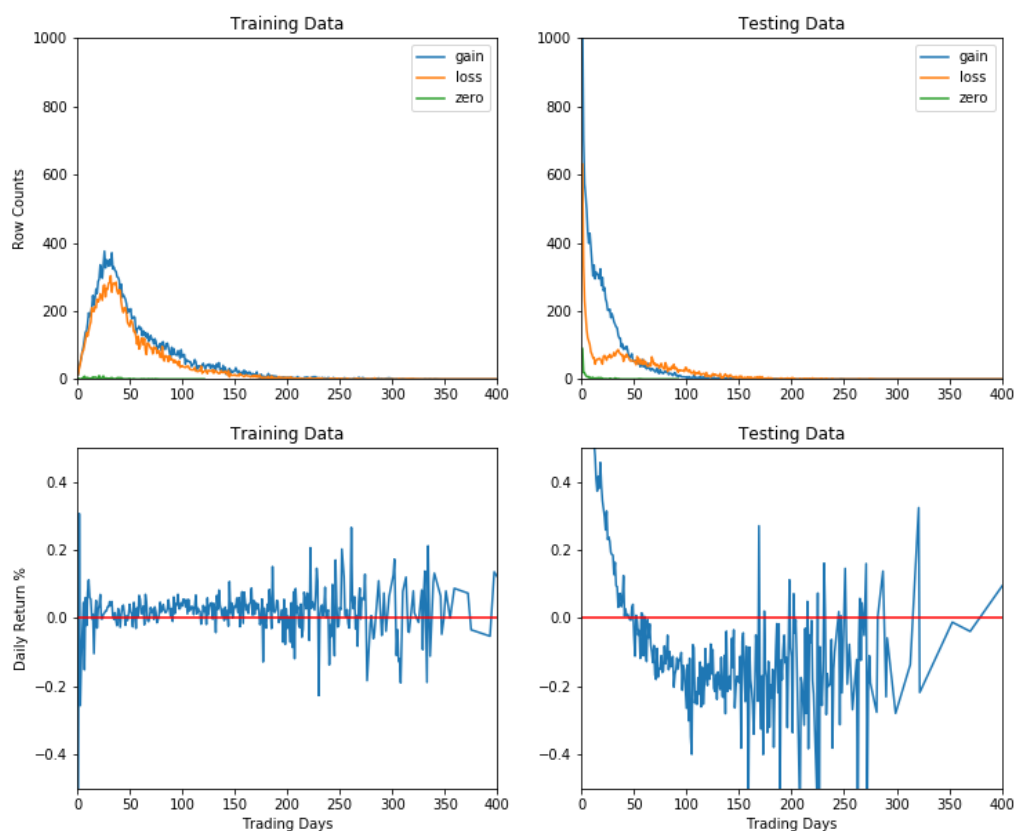 Training Data
1000
800
600
400
200
0
Row Counts
0 50 100 150 200 250 300 350 400
gain
loss
zero
Testing Data
1000
800
600
400
200
0
0 50 100 150 200 250 300 350 400
gain
loss
zero
Training Data
0.4
0.2
0.0
−0.2
−0.4
Daily Return %
0 50 100 150 200 250 300 350 400
Trading Days
Testing Data
0.4
0.2
0.0
−0.2
−0.4
0 50 100 150 200 250 300 350 400
Trading Days